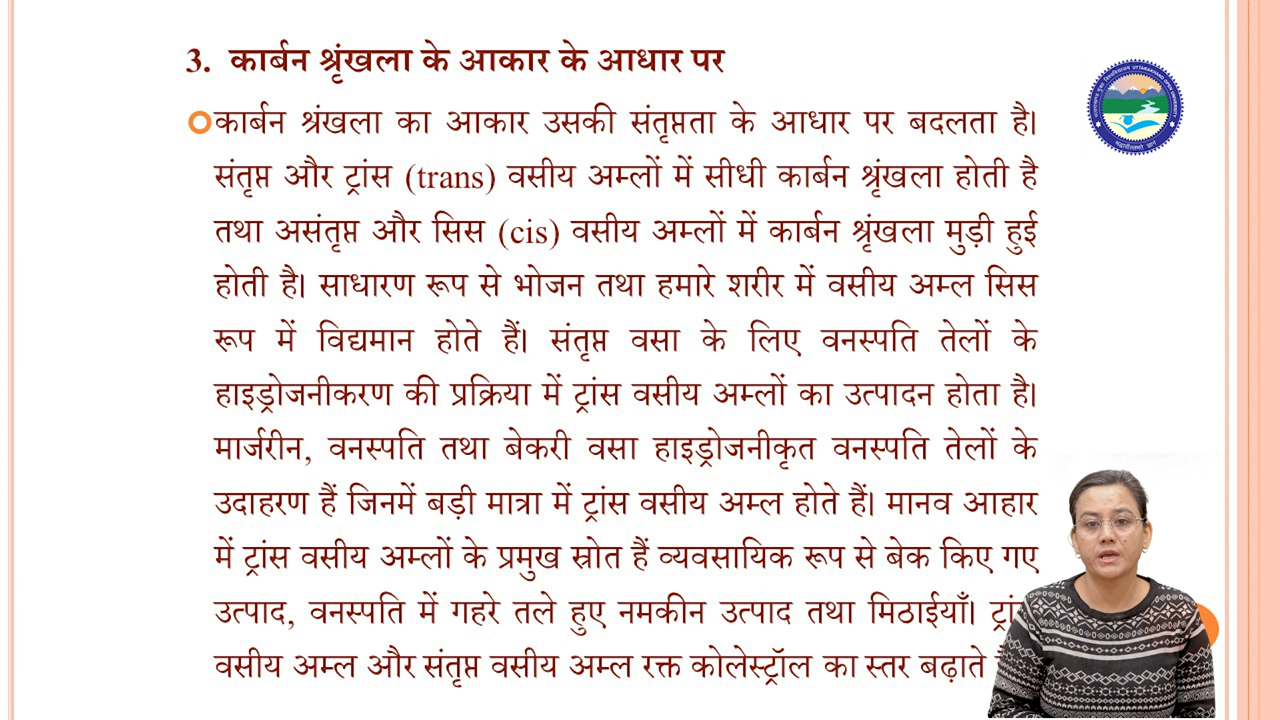 3. कार्बन श्रृंखला के आकार के आधार पर
कार्बन श्रंखला का आकार उसकी संतृप्तता के आधार पर बदलता है।
संतृप्त और ट्रांस (trans) वसीय अम्लों में सीधी कार्बन श्रृंखला होती है
तथा असंतृप्त और सिस (cis) वसीय अम्लों में कार्बन श्रृंखला मुड़ी हुई
होती है। साधारण रूप से भोजन तथा हमारे शरीर में वसीय अम्ल सिस
रूप में विद्यमान होते हैं। संतृप्त वसा के लिए वनस्पति तेलों के
हाइड्रोजनीकरण की प्रक्रिया में ट्रांस वसीय अम्लों का उत्पादन होता है।
मार्जरीन, वनस्पति तथा बेकरी वसा हाइड्रोजनीकृत वनस्पति तेलों के
उदाहरण हैं जिनमें बड़ी मात्रा में ट्रांस वसीय अम्ल होते हैं। मानव आहार
में ट्रांस वसीय अम्लों के प्रमुख स्रोत हैं व्यवसायिक रूप से बेक किए गए
उत्पाद, वनस्पति में गहरे तले हुए नमकीन उत्पाद तथा मिठाईयाँ।
वसीय अम्ल और संतृप्त वसीय अम्ल रक्त कोलेस्ट्रॉल का स्तर बढ़ाते